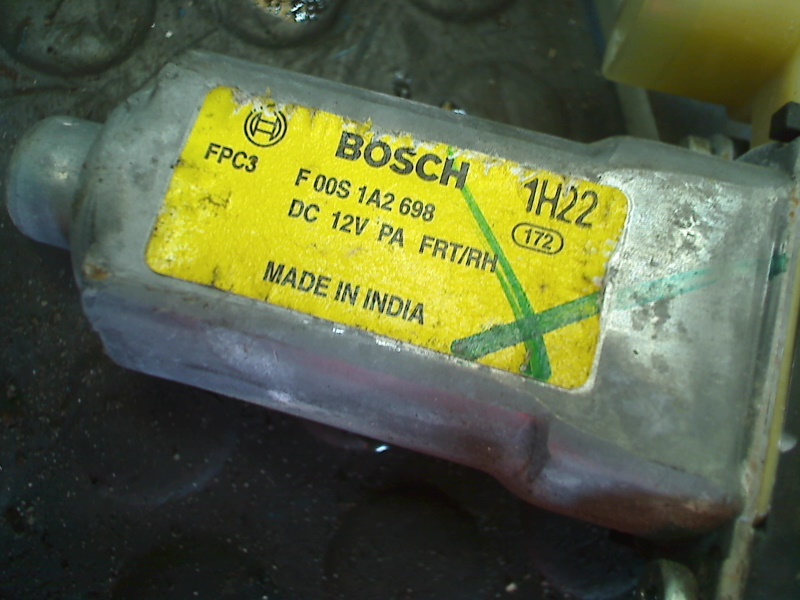 BOSCH
FPC3
F 00S 1A2 698
1H22
DC 12V PA FRT/RH
172
MADE IN INDIA